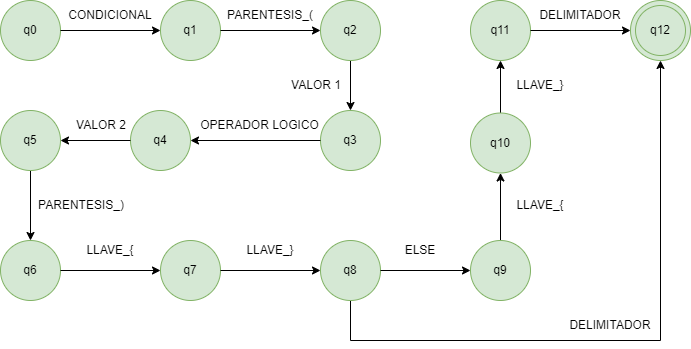 q0
CONDICIONAL
q1
PARENTESIS_(
q2
q11
DELIMITADOR
q12
VALOR 1
LLAVE_}
q5
VALOR 2
q4
OPERADOR LOGICO
q3
q10
PARENTESIS_)
LLAVE_{
q6
LLAVE_{
q7
LLAVE_}
q8
ELSE
q9
DELIMITADOR